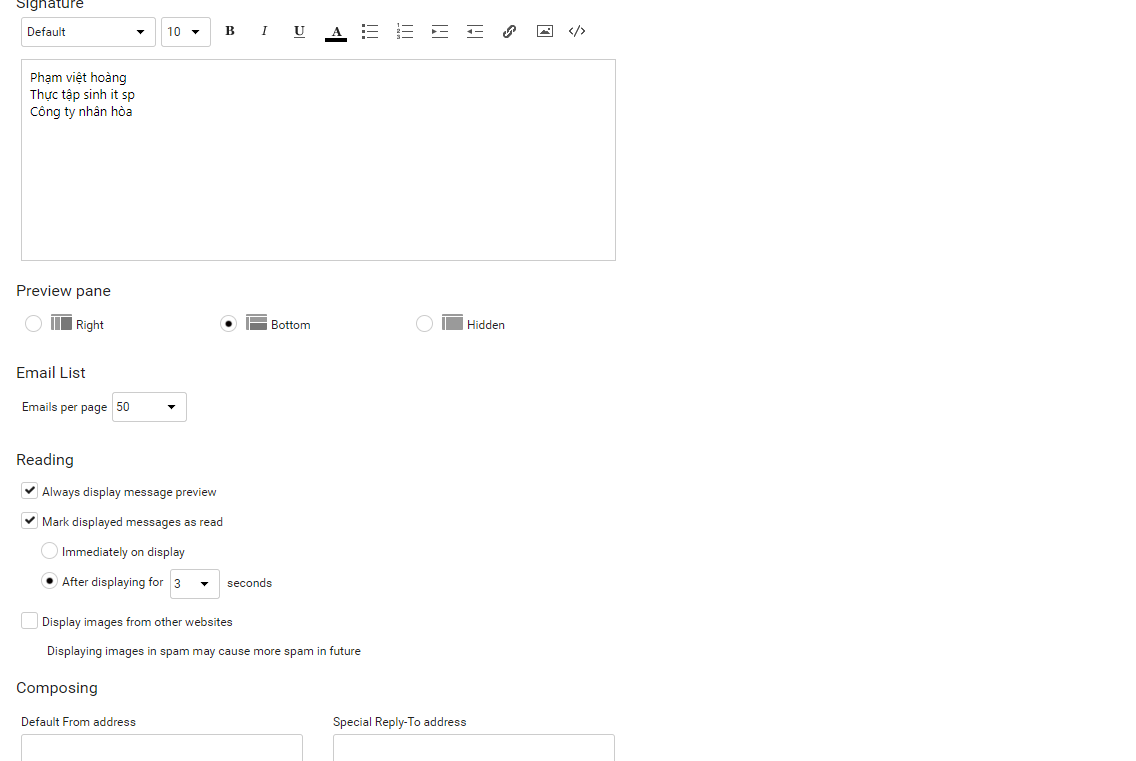 Signature
Default 10 B I U A
Phạm việt hoàng
Thực tập sinh it sp
Công ty nhân hòa
Preview pane
Right Bottom Hidden
Email List
Emails per page 50
Reading
Always display message preview
Mark displayed messages as read
Immediately on display
After displaying for 3 seconds
Display images from other websites
Displaying images in spam may cause more spam in future
Composing
Default From address Special Reply-To address